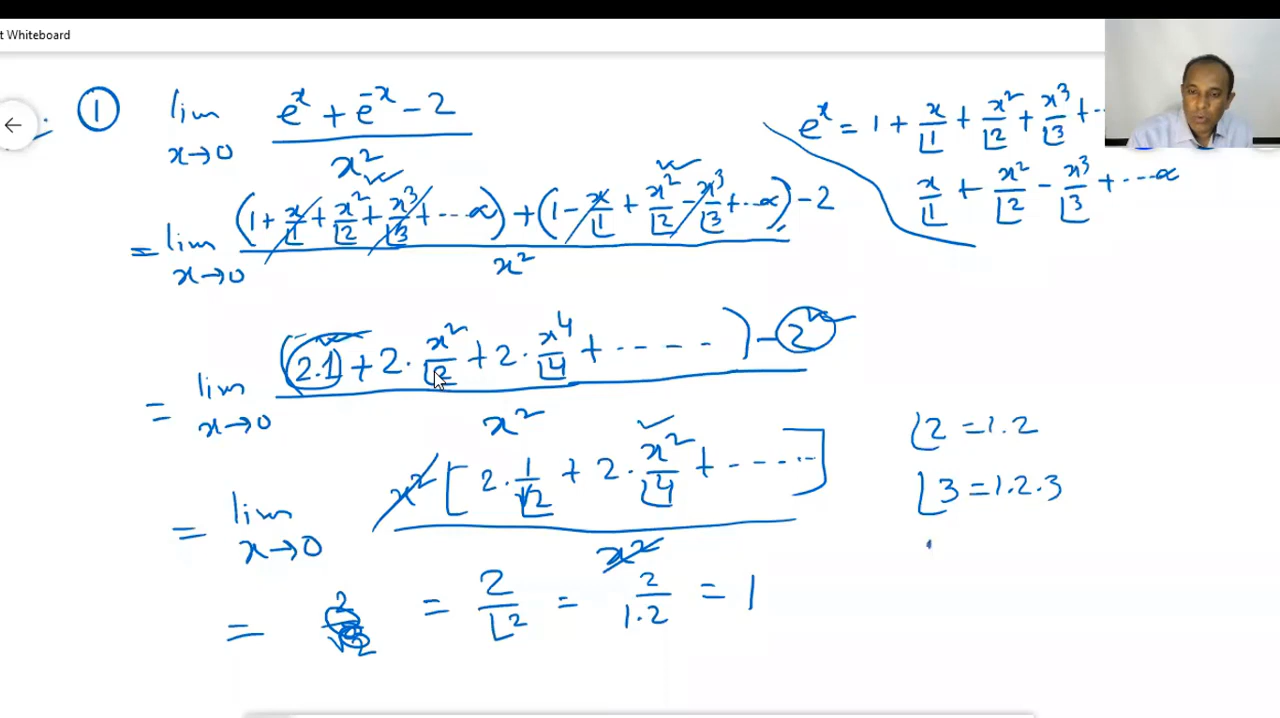 t Whiteboard
① lim x→0 (e^x + e^-x - 2)/x^2
e^x = 1 + x/⌊1 + x^2/⌊2 + x^3/⌊3 + ..
x/⌊1 + x^2/⌊2 - x^3/⌊3 + ...∝
= lim x→0 ((1 + x/⌊1 + x^2/⌊2 + x^3/⌊3 + ...∝) + (1 - x/⌊1 + x^2/⌊2 - x^3/⌊3 + ...∝) - 2)/x^2
= lim x→0 ((2.1 + 2.x^2/⌊2 + 2.x^4/⌊4 + .....) - 2)/x^2
⌊2 = 1.2
= lim x→0 x^2[2.1/⌊2 + 2.x^2/⌊4 + ......]/x^2
⌊3 = 1.2.3
= = 2/⌊2 = 2/1.2 = 1